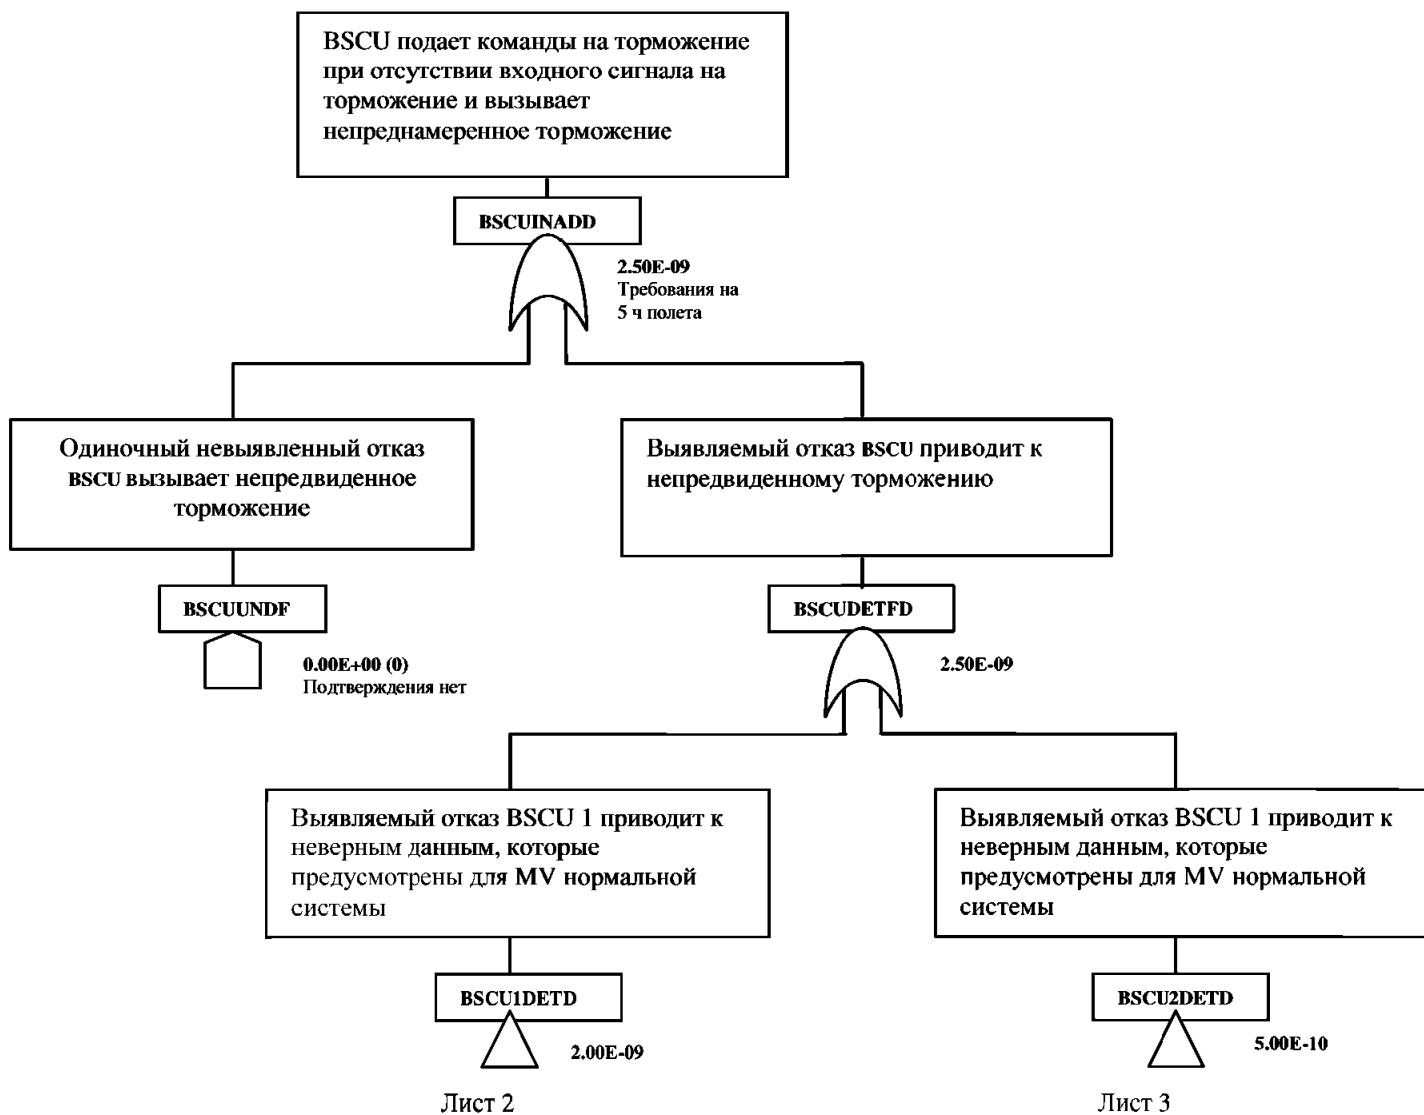 BSCU подает команды на торможение
при отсутствии входного сигнала на
торможение и вызывает
непреднамеренное торможение
BSCUINADD
2.50E-09
Требования на
5 ч полета
Одиночный невыявленный отказ
BSCU вызывает непредвиденное
торможение
Выявляемый отказ BSCU приводит к
непредвиденному торможению
BSCUUNDF
0.00E+00 (0)
Подтверждения нет
BSCUDETFD
2.50E-09
Выявляемый отказ BSCU 1 приводит к
неверным данным, которые
предусмотрены для MV нормальной
системы
Выявляемый отказ BSCU 1 приводит к
неверным данным, которые
предусмотрены для MV нормальной
системы
BSCU1DETD
2.00E-09
BSCU2DETD
5.00E-10
Лист 2
Лист 3